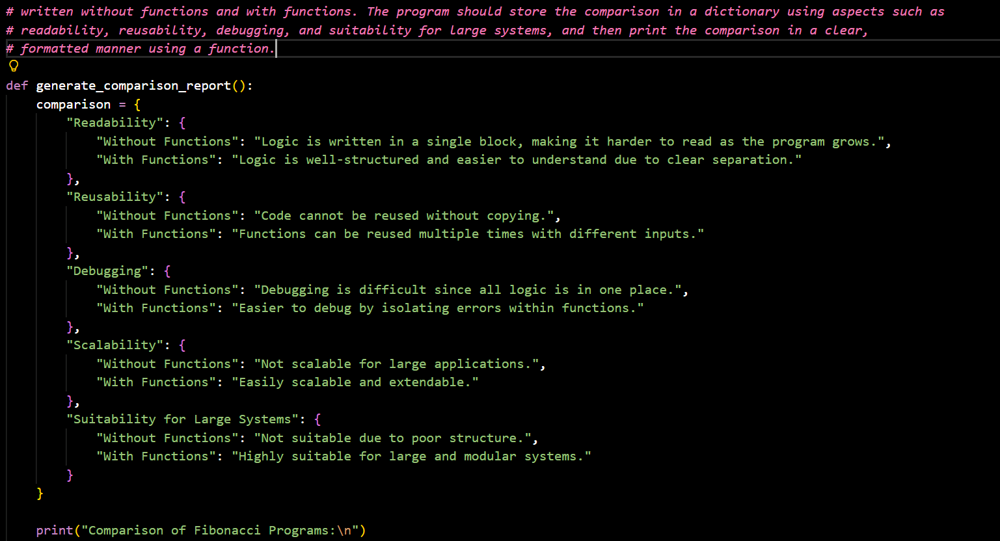 # written without functions and with functions. The program should store the comparison in a dictionary using aspects such as
# readability, reusability, debugging, and suitability for large systems, and then print the comparison in a clear,
# formatted manner using a function.
def generate_comparison_report():
    comparison = {
        "Readability": {
            "Without Functions": "Logic is written in a single block, making it harder to read as the program grows.",
            "With Functions": "Logic is well-structured and easier to understand due to clear separation."
        },
        "Reusability": {
            "Without Functions": "Code cannot be reused without copying.",
            "With Functions": "Functions can be reused multiple times with different inputs."
        },
        "Debugging": {
            "Without Functions": "Debugging is difficult since all logic is in one place.",
            "With Functions": "Easier to debug by isolating errors within functions."
        },
        "Scalability": {
            "Without Functions": "Not scalable for large applications.",
            "With Functions": "Easily scalable and extendable."
        },
        "Suitability for Large Systems": {
            "Without Functions": "Not suitable due to poor structure.",
            "With Functions": "Highly suitable for large and modular systems."
        }
    }
    print("Comparison of Fibonacci Programs:\n")